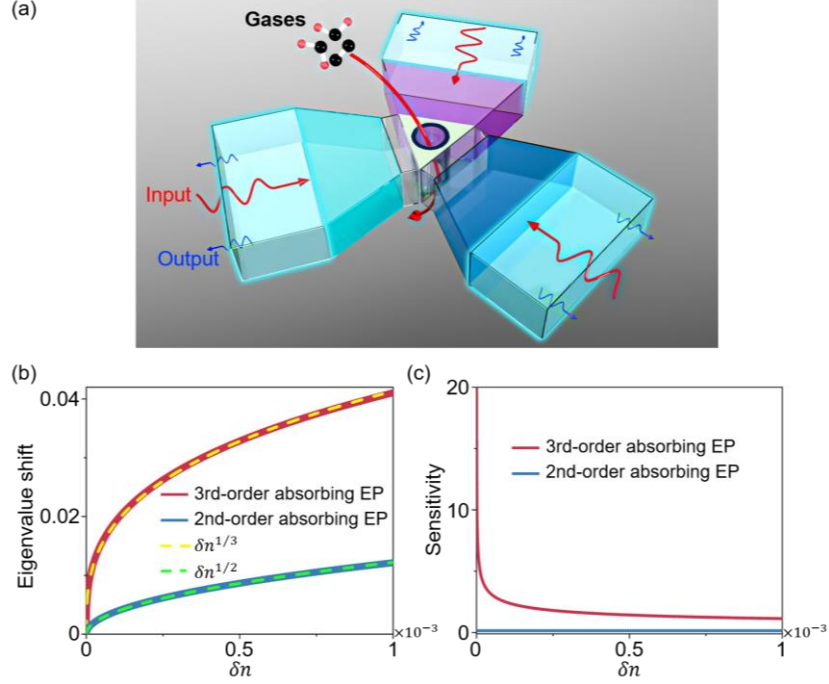 (a)
Gases
Input
Output
(b)
(c)
Eigenvalue shift
0.04
0.02
0
3rd-order absorbing EP
2nd-order absorbing EP
δn^{1/3}
δn^{1/2}
0
0.5
1
×10⁻³
δn
Sensitivity
20
10
5
0
3rd-order absorbing EP
2nd-order absorbing EP
0
0.5
1
×10⁻³
δn